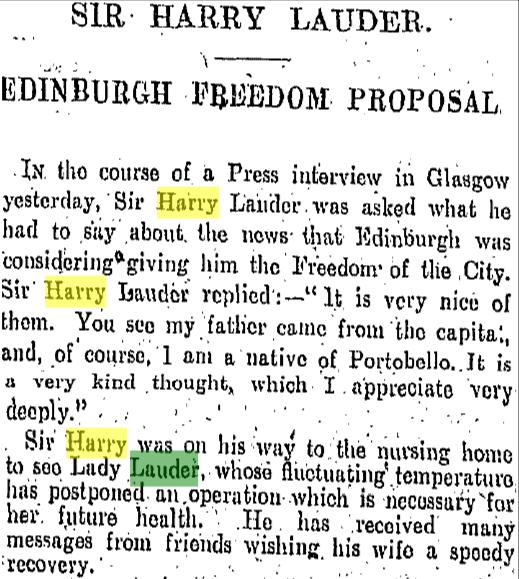 SIR HARRY LAUDER.
EDINBURGH FREEDOM PROPOSAL
IN the course of a Press interview in Glasgow
yesterday, Sir Harry Lauder was asked what he
had to say about the news that Edinburgh was
considering giving him the Freedom of the City.
Sir Harry Lauder replied:—"It is very nice of
them. You see my father came from the capital,
and, of course, I am a native of Portobello. It is
a very kind thought, which I appreciate very
deeply."
Sir Harry was on his way to the nursing home
to see Lady Lauder, whose fluctuating temperature
has postponed an operation which is necessary for
her future health. He has received many
messages from friends wishing his wife a speedy
recovery.